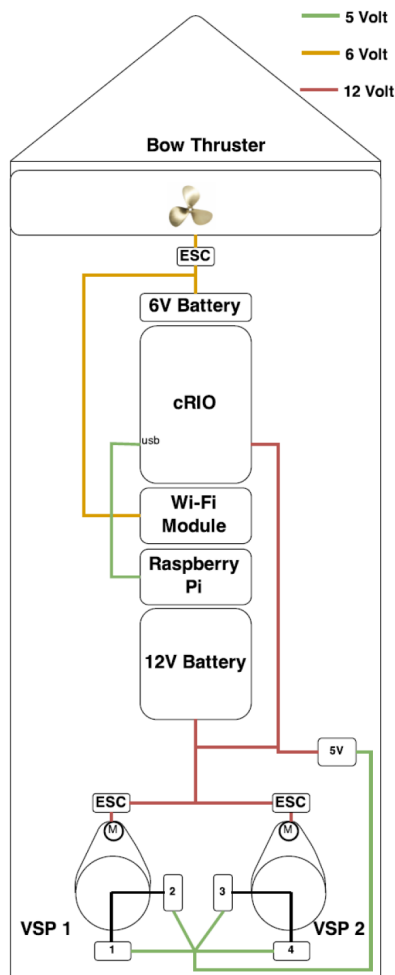 5 Volt
6 Volt
12 Volt
Bow Thruster
ESC
6V Battery
cRIO
usb
Wi-Fi
Module
Raspberry
Pi
12V Battery
5V
ESC ESC
M M
2 3
VSP 1 VSP 2
1 4